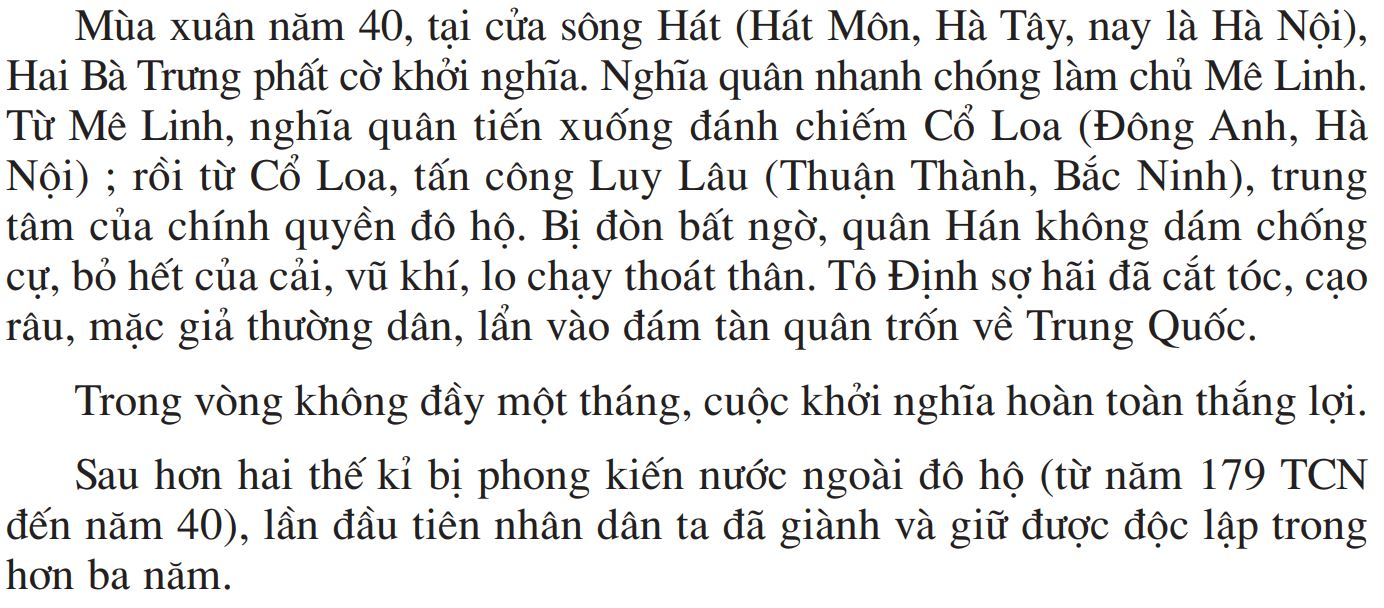 Mùa xuân năm 40, tại cửa sông Hát (Hát Môn, Hà Tây, nay là Hà Nội),
Hai Bà Trưng phất cờ khởi nghĩa. Nghĩa quân nhanh chóng làm chủ Mê Linh.
Từ Mê Linh, nghĩa quân tiến xuống đánh chiếm Cổ Loa (Đông Anh, Hà
Nội) ; rồi từ Cổ Loa, tấn công Luy Lâu (Thuận Thành, Bắc Ninh), trung
tâm của chính quyền đô hộ. Bị đòn bất ngờ, quân Hán không dám chống
cự, bỏ hết của cải, vũ khí, lo chạy thoát thân. Tô Định sợ hãi đã cắt tóc, cạo
râu, mặc giả thường dân, lẩn vào đám tàn quân trốn về Trung Quốc.
Trong vòng không đầy một tháng, cuộc khởi nghĩa hoàn toàn thắng lợi.
Sau hơn hai thế kỉ bị phong kiến nước ngoài đô hộ (từ năm 179 TCN
đến năm 40), lần đầu tiên nhân dân ta đã giành và giữ được độc lập trong
hơn ba năm.